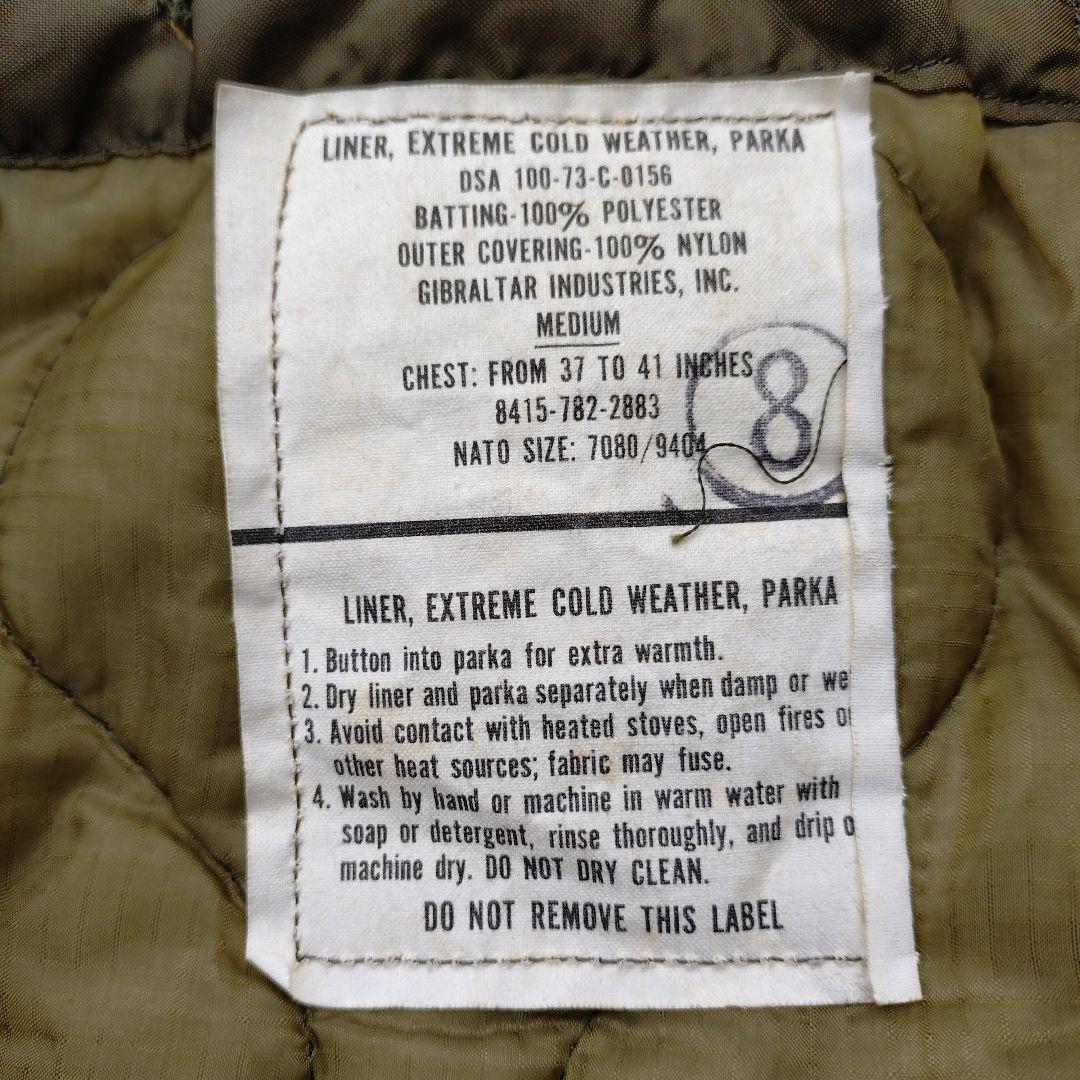 LINER, EXTREME COLD WEATHER, PARKA
DSA 100-73-C-0156
BATTING-100% POLYESTER
OUTER COVERING-100% NYLON
GIBRALTAR INDUSTRIES, INC.
MEDIUM
CHEST: FROM 37 TO 41 INCHES
8415-782-2883
NATO SIZE: 7080/9404
8
LINER, EXTREME COLD WEATHER, PARKA
1. Button into parka for extra warmth.
2. Dry liner and parka separately when damp or we
3. Avoid contact with heated stoves, open fires o
other heat sources; fabric may fuse.
4. Wash by hand or machine in warm water with
soap or detergent, rinse thoroughly, and drip o
machine dry. DO NOT DRY CLEAN.
DO NOT REMOVE THIS LABEL